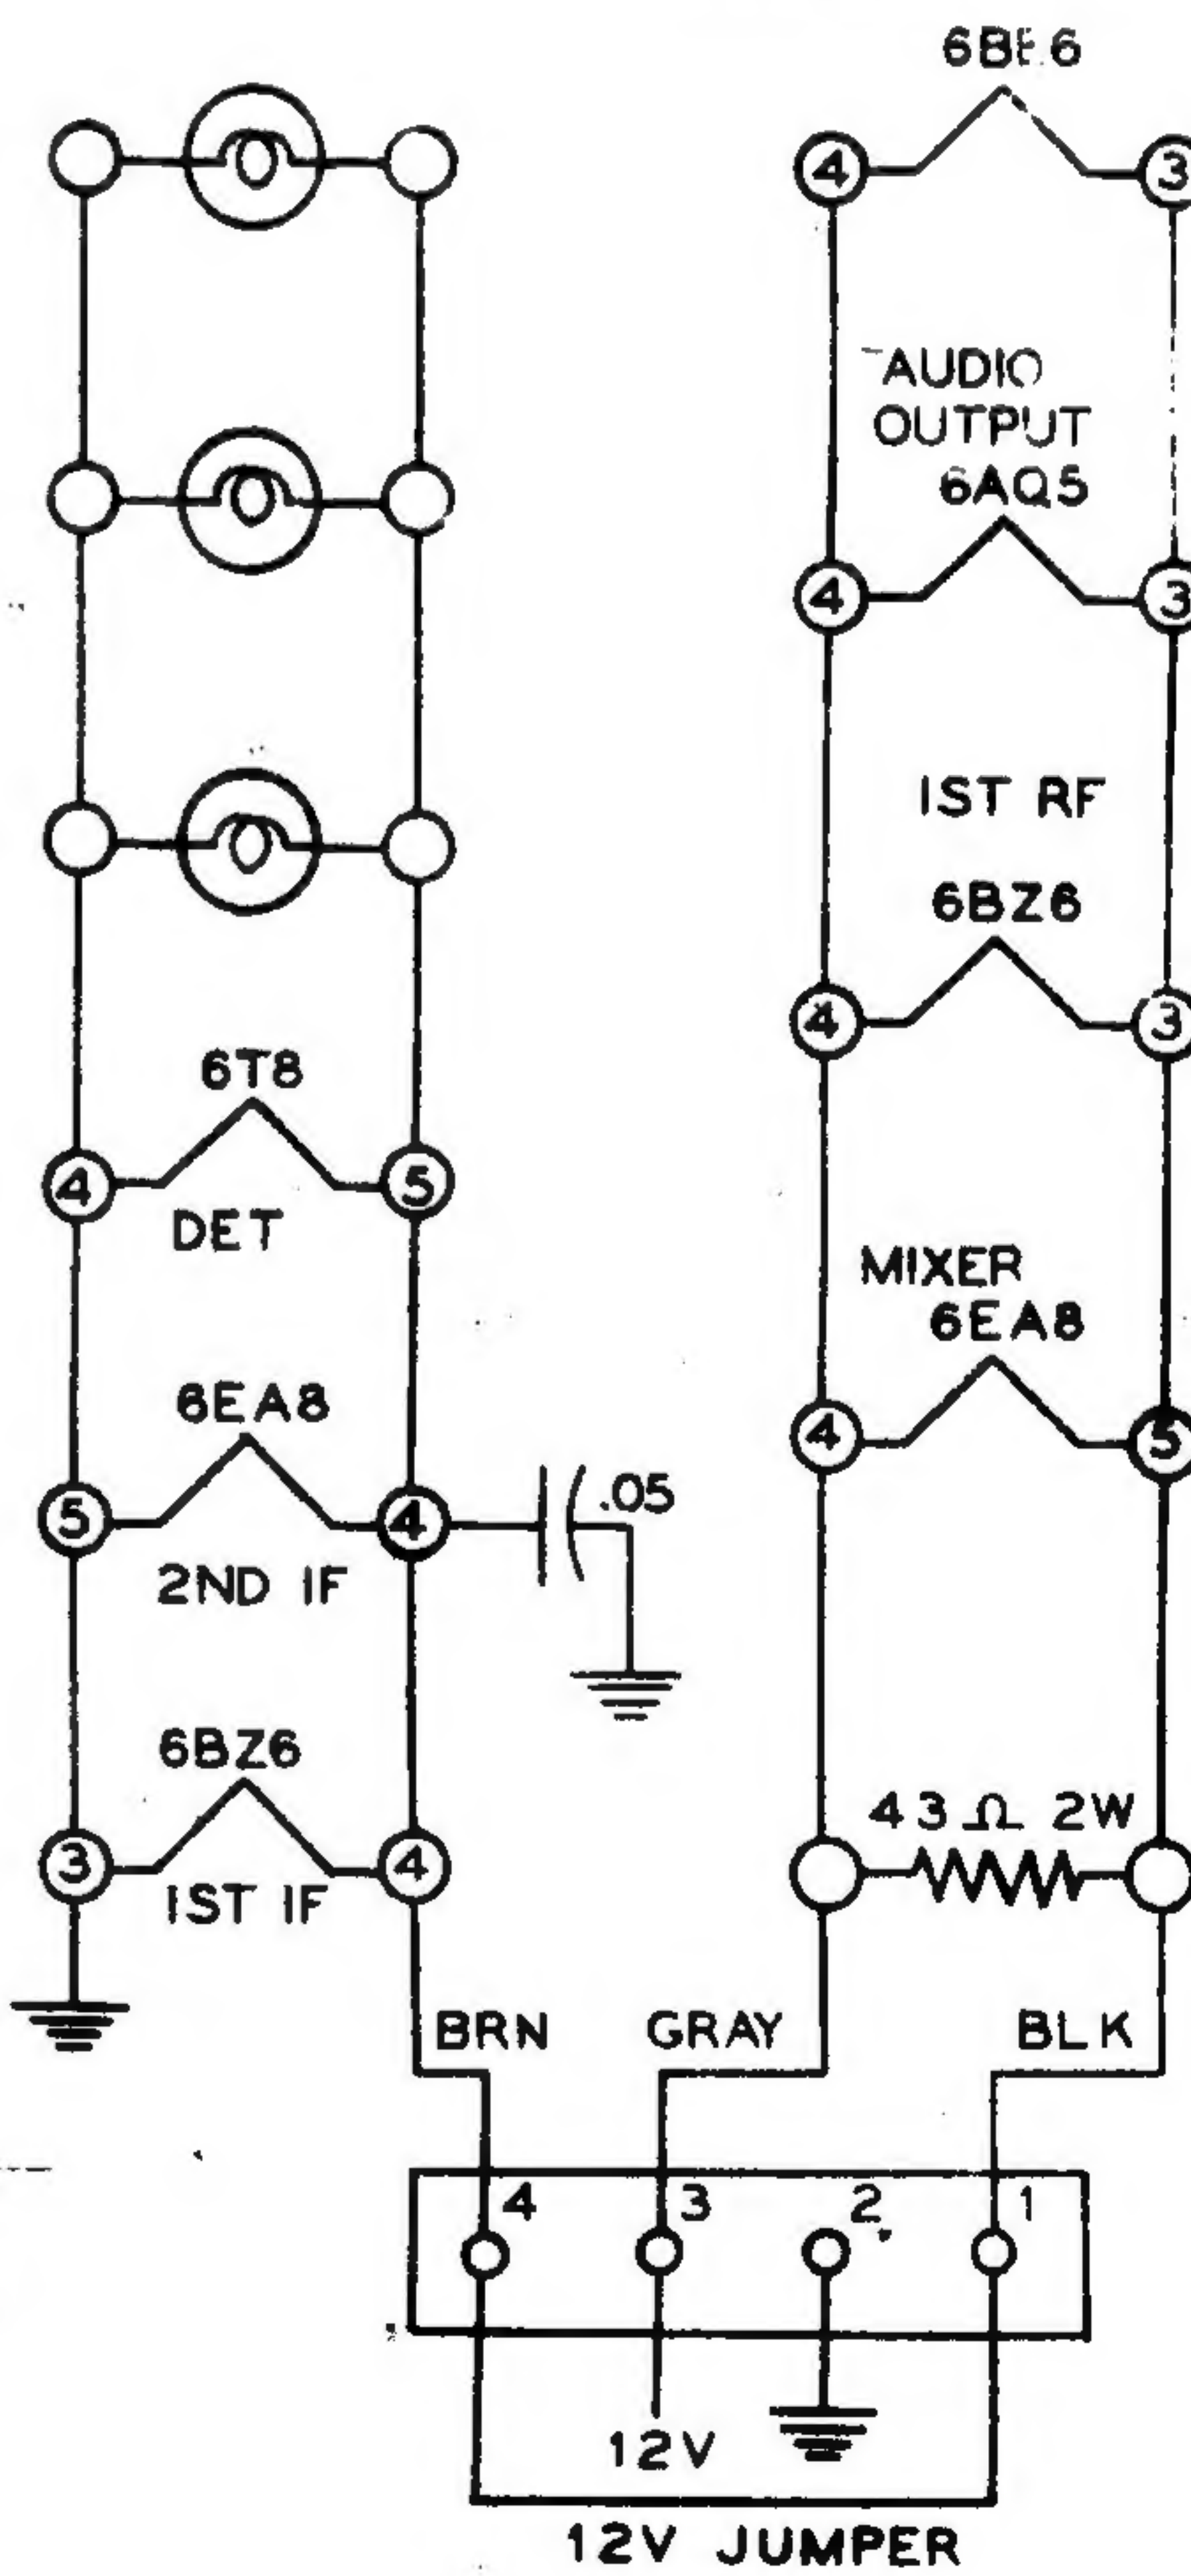 6BE6
4
3
AUDIO
OUTPUT
6AQ5
4
3
1ST RF
6BZ6
4
3
6T8
4
5
DET
MIXER
6EA8
4
5
6EA8
5
4
.05
2ND IF
6BZ6
3
4
1ST IF
43 Ω 2W
BRN
GRAY
BLK
4
3
2
1
12V
12V JUMPER